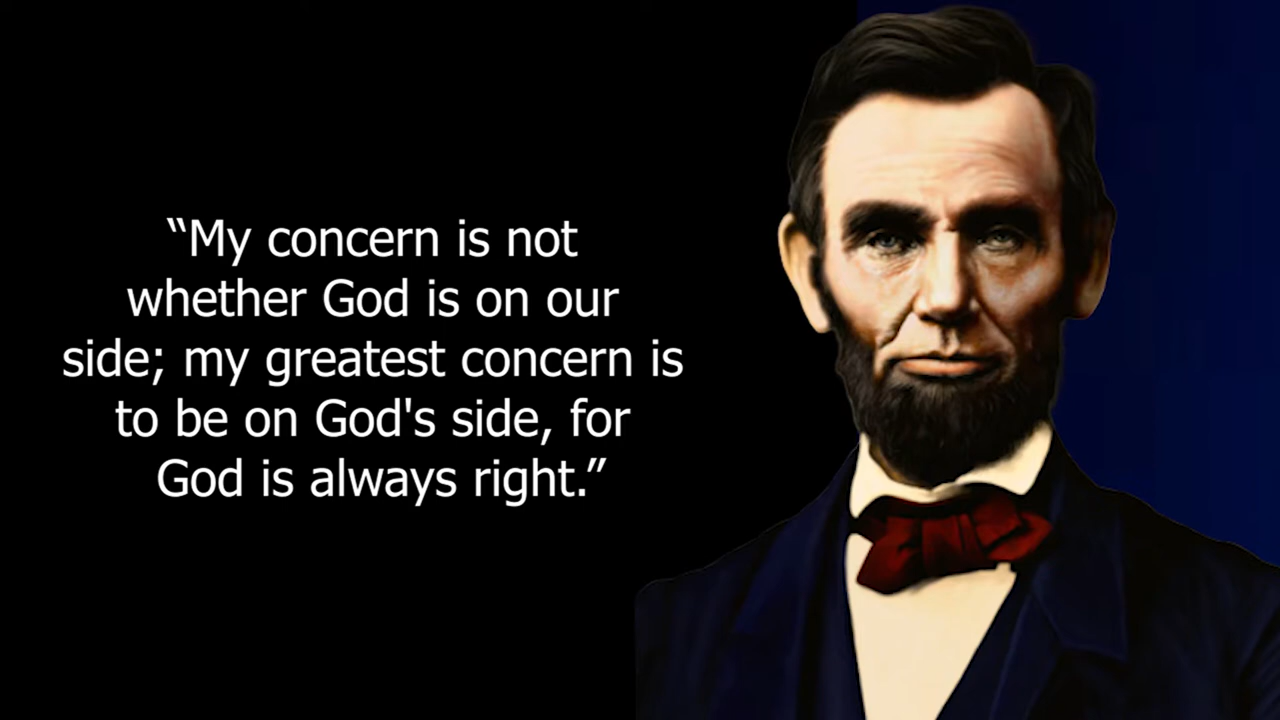 “My concern is not
whether God is on our
side; my greatest concern is
to be on God's side, for
God is always right.”